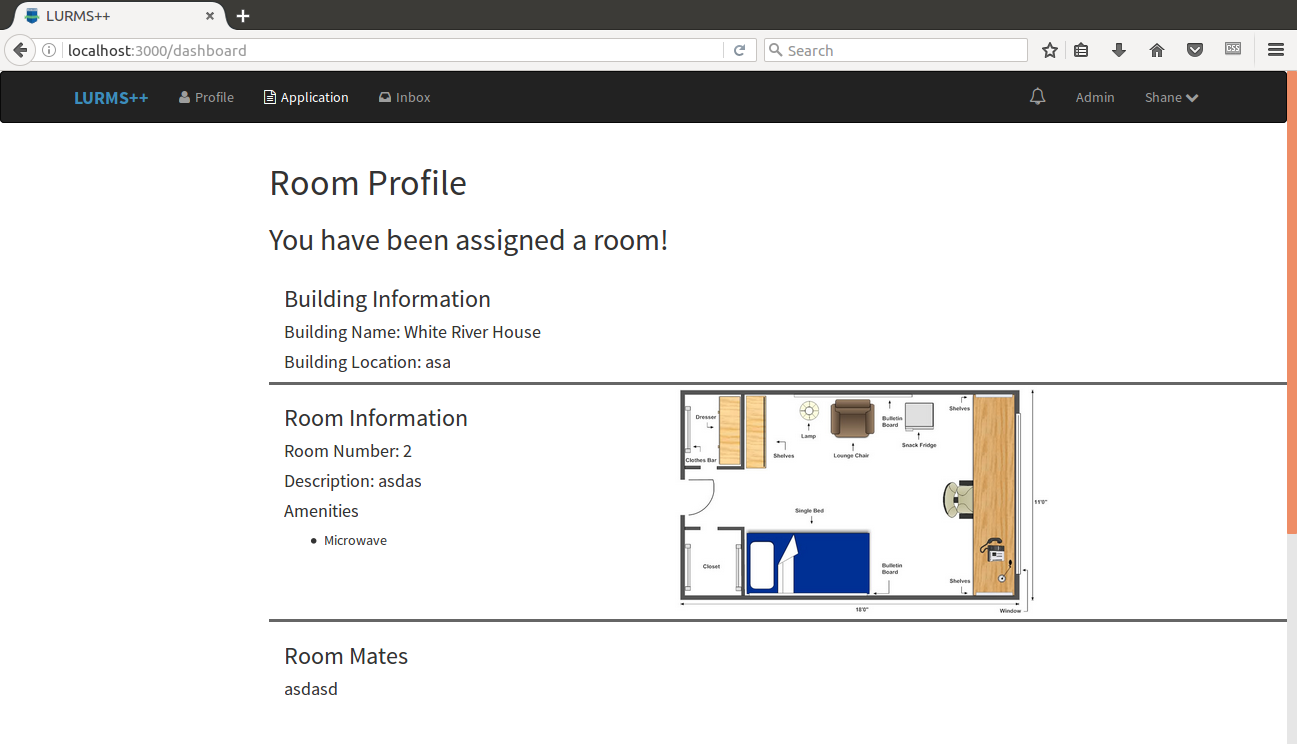 LURMS++
localhost:3000/dashboard
Search
CSS
LURMS++ Profile Application Inbox Admin Shane
Room Profile
You have been assigned a room!
Building Information
Building Name: White River House
Building Location: asa
Room Information
Room Number: 2
Description: asdas
Amenities
Microwave
Dresser
Clothes Bar
Shelves
Lamp
Lounge Chair
Bulletin
Board
Snack Fridge
Shelves
11'0"
Single Bed
Closet
Bulletin
Board
Shelves
18'0"
Window
Room Mates
asdasd